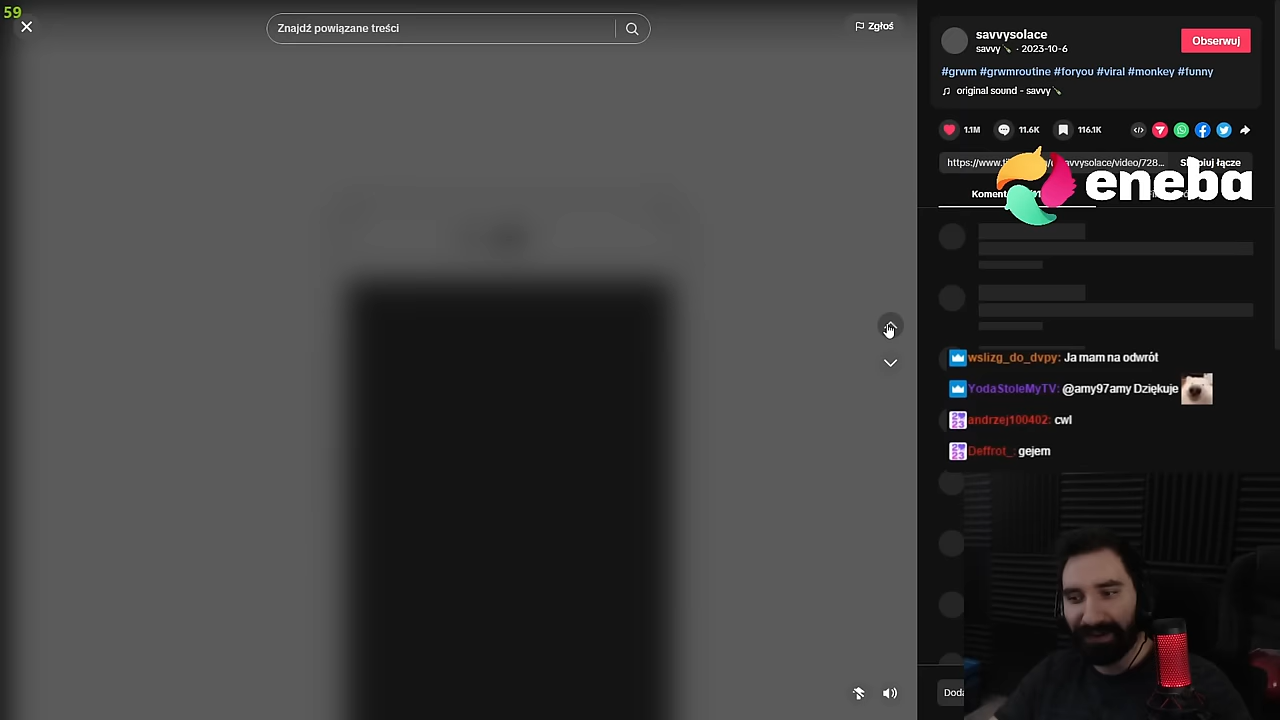 59
Znajdź powiązane treści
Zgłoś
savvysolace
savvy · 2023-10-6
Obserwuj
#grwm #grwmroutine #foryou #viral #monkey #funny
original sound - savvy
1.1M
11.6K
116.1K
eneba
wslizg_do_dvpy: Ja mam na odwrót
YodaStoleMyTV: @amy97amy Dziękuje
andrzej100402: cwl
Deffrot_: gejem